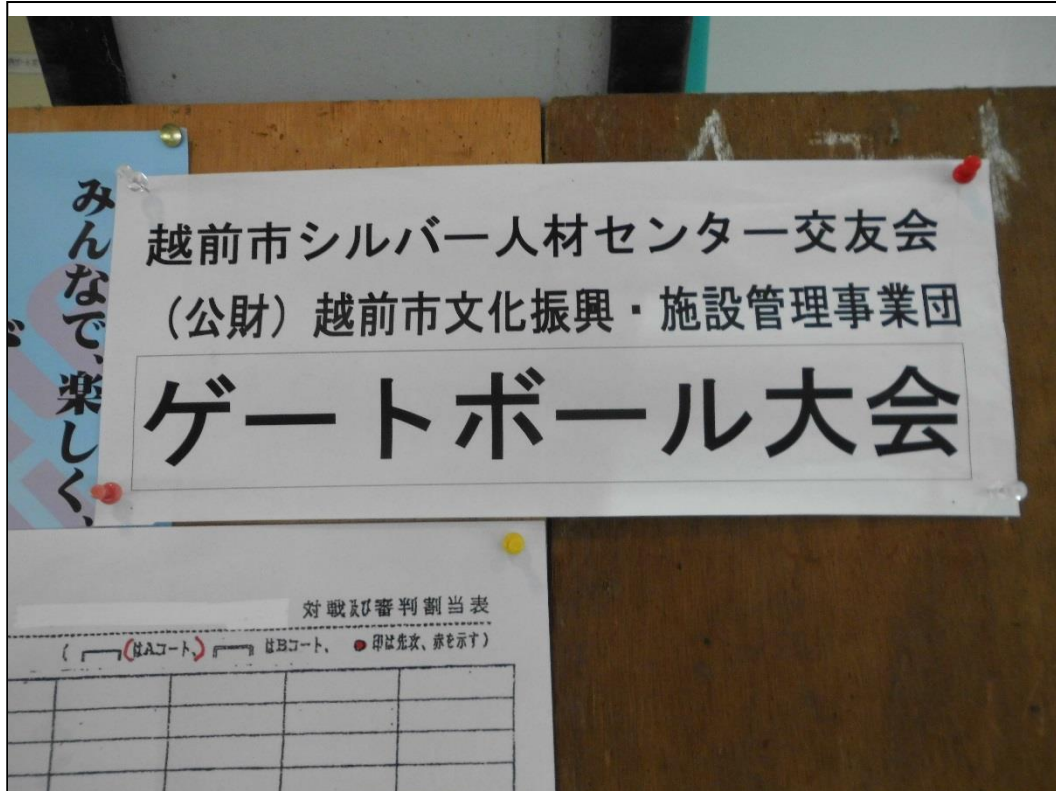 越前市シルバー人材センター交友会
（公財）越前市文化振興・施設管理事業団
ゲートボール大会
みんなで、楽しく、
対戦及び審判割当表
（ はAコート、 はBコート、 ●印は先攻、赤を示す）